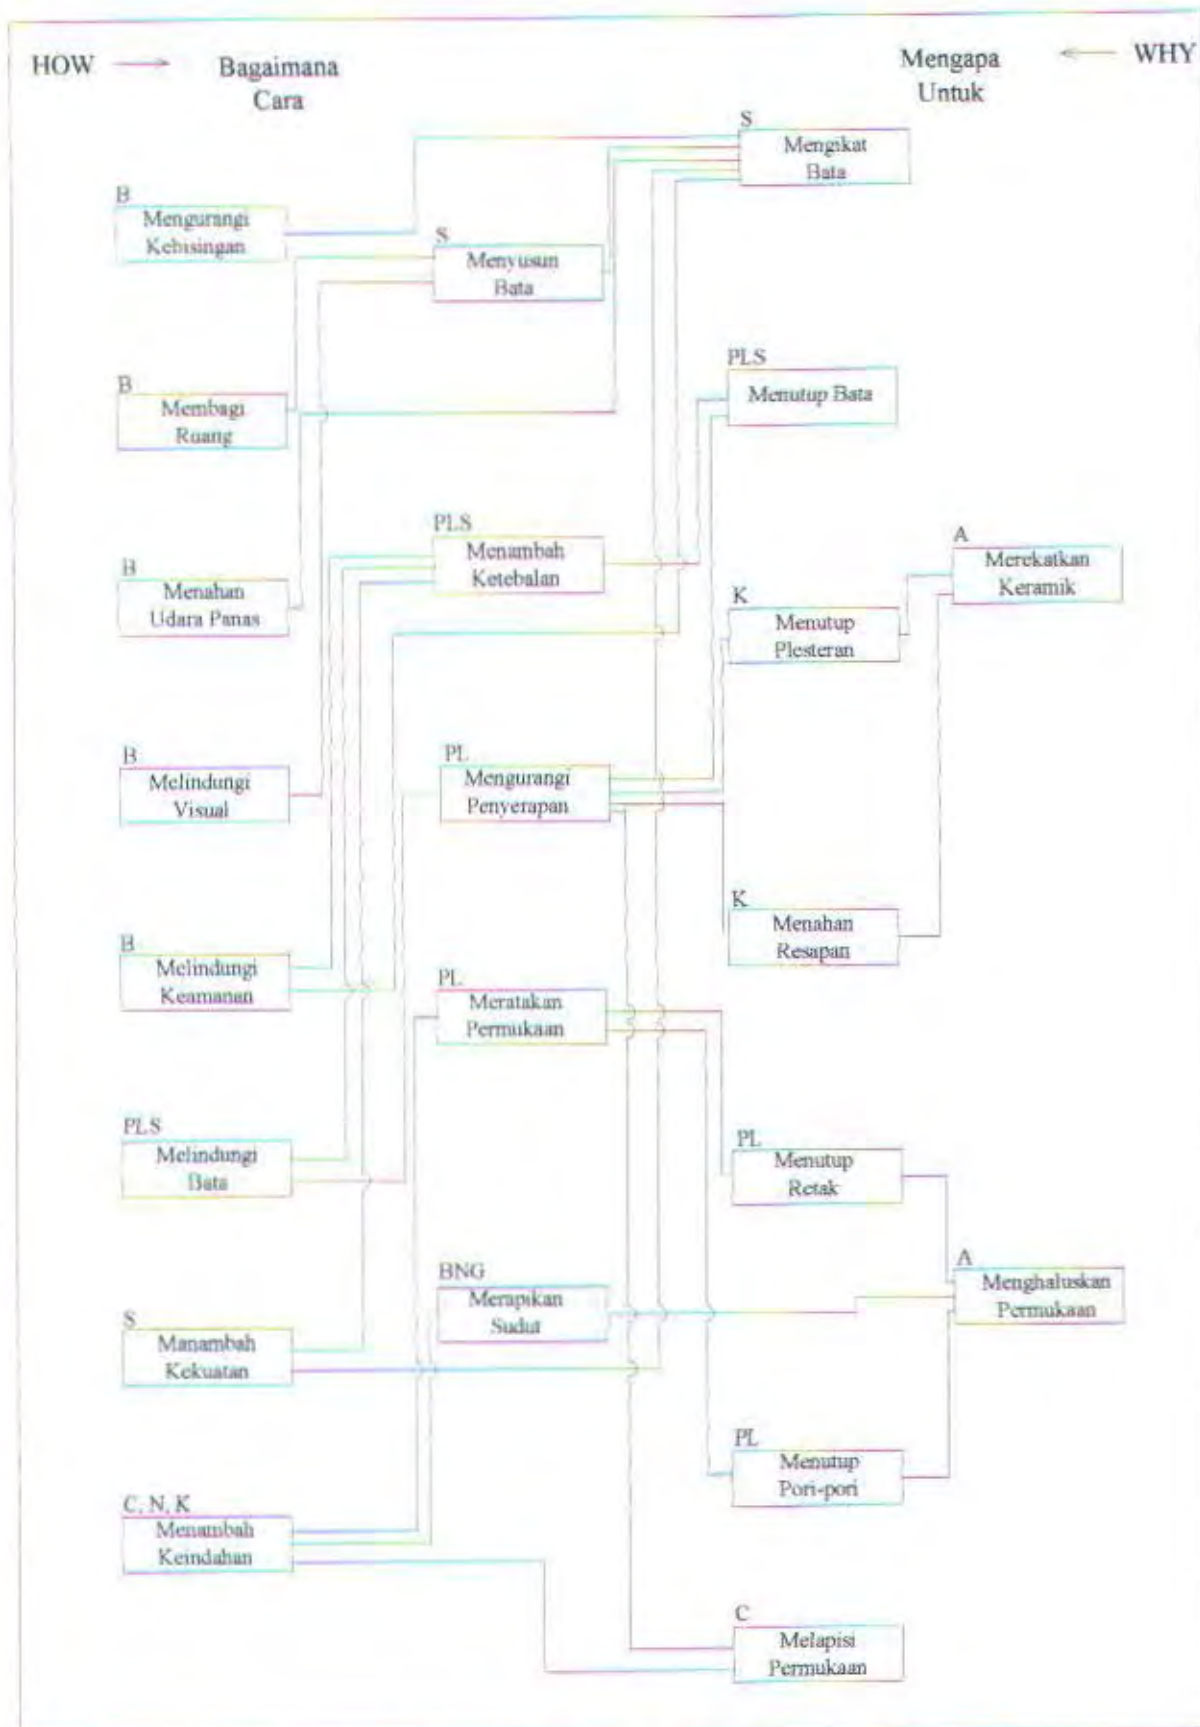 HOW
Bagaimana
Cara
Mengapa
Untuk
WHY
S
Mengikat
Bata
B
Mengurangi
Kebisingan
S
Menyusun
Bata
B
Membagi
Ruang
PLS
Menutup Bata
B
Menahan
Udara Panas
PLS
Menambah
Ketebalan
K
Menutup
Plesteran
A
Merekatkan
Keramik
B
Melindungi
Visual
PL
Mengurangi
Penyerapan
K
Menahan
Resapan
B
Melindungi
Keamanan
PL
Meratakan
Permukaan
PLS
Melindungi
Bata
PL
Menutup
Retak
BNG
Merapikan
Sudut
A
Menghaluskan
Permukaan
S
Manambah
Kekuatan
PL
Menutup
Pori-pori
C, N, K
Menambah
Keindahan
C
Melapisi
Permukaan